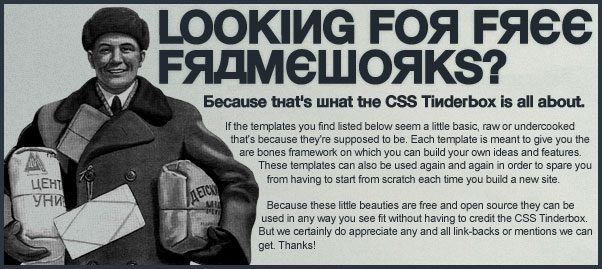 LOOKING FOR FREE
FRAMEWORKS?
Because that's what the CSS Tinderbox is all about.
If the templates you find listed below seem a little basic, raw or undercooked
that's because they're supposed to be. Each template is meant to give you the
are bones framework on which you can build your own ideas and features.
These templates can also be used again and again in order to spare you
from having to start from scratch each time you build a new site.
Because these little beauties are free and open source they can be
used in any way you see fit without having to credit the CSS Tinderbox.
But we certainly do appreciate any and all link-backs or mentions we can
get. Thanks!
ЦЕНТ
УНИ
ДЕТСКО